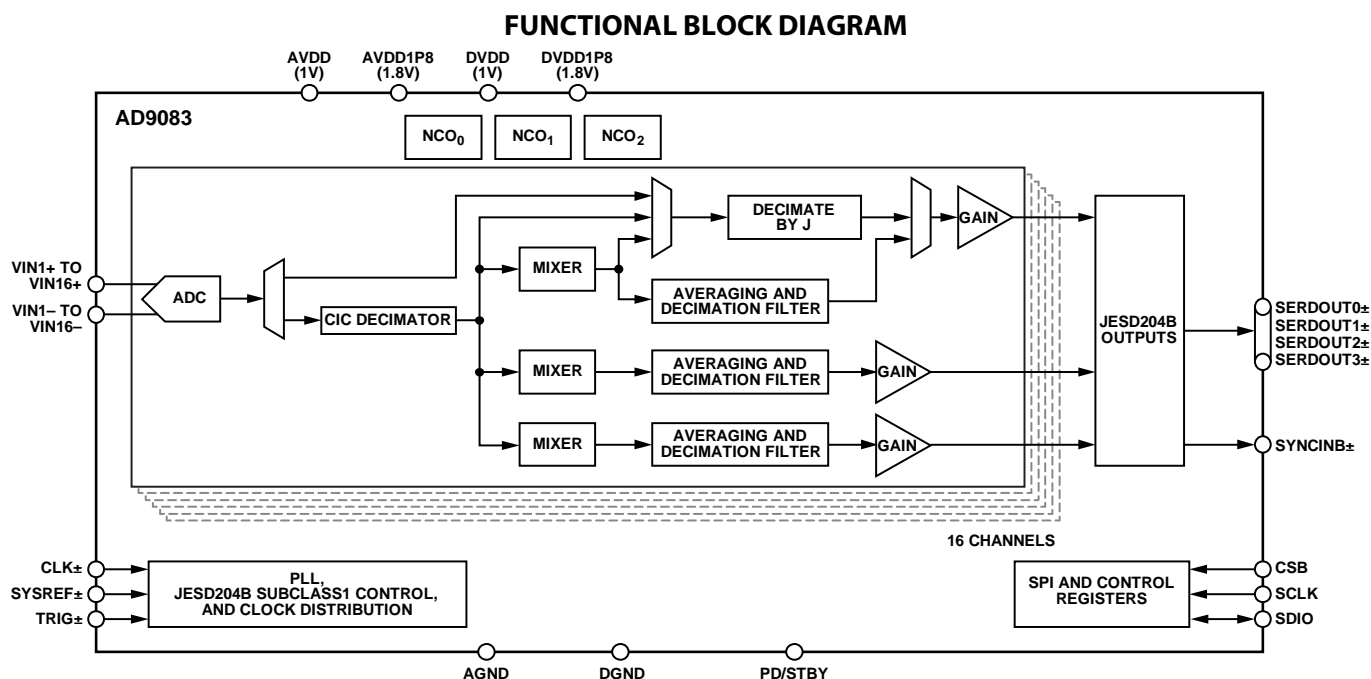 FUNCTIONAL BLOCK DIAGRAM
AVDD
(1V)
AVDD1P8
(1.8V)
DVDD
(1V)
DVDD1P8
(1.8V)
AD9083
NCO0
NCO1
NCO2
VIN1+ TO
VIN16+
VIN1– TO
VIN16–
ADC
CIC DECIMATOR
MIXER
DECIMATE
BY J
AVERAGING AND
DECIMATION FILTER
GAIN
MIXER
AVERAGING AND
DECIMATION FILTER
GAIN
MIXER
AVERAGING AND
DECIMATION FILTER
GAIN
JESD204B
OUTPUTS
SERDOUT0±
SERDOUT1±
SERDOUT2±
SERDOUT3±
SYNCINB±
16 CHANNELS
CLK±
SYSREF±
TRIG±
PLL,
JESD204B SUBCLASS1 CONTROL,
AND CLOCK DISTRIBUTION
SPI AND CONTROL
REGISTERS
CSB
SCLK
SDIO
AGND
DGND
PD/STBY